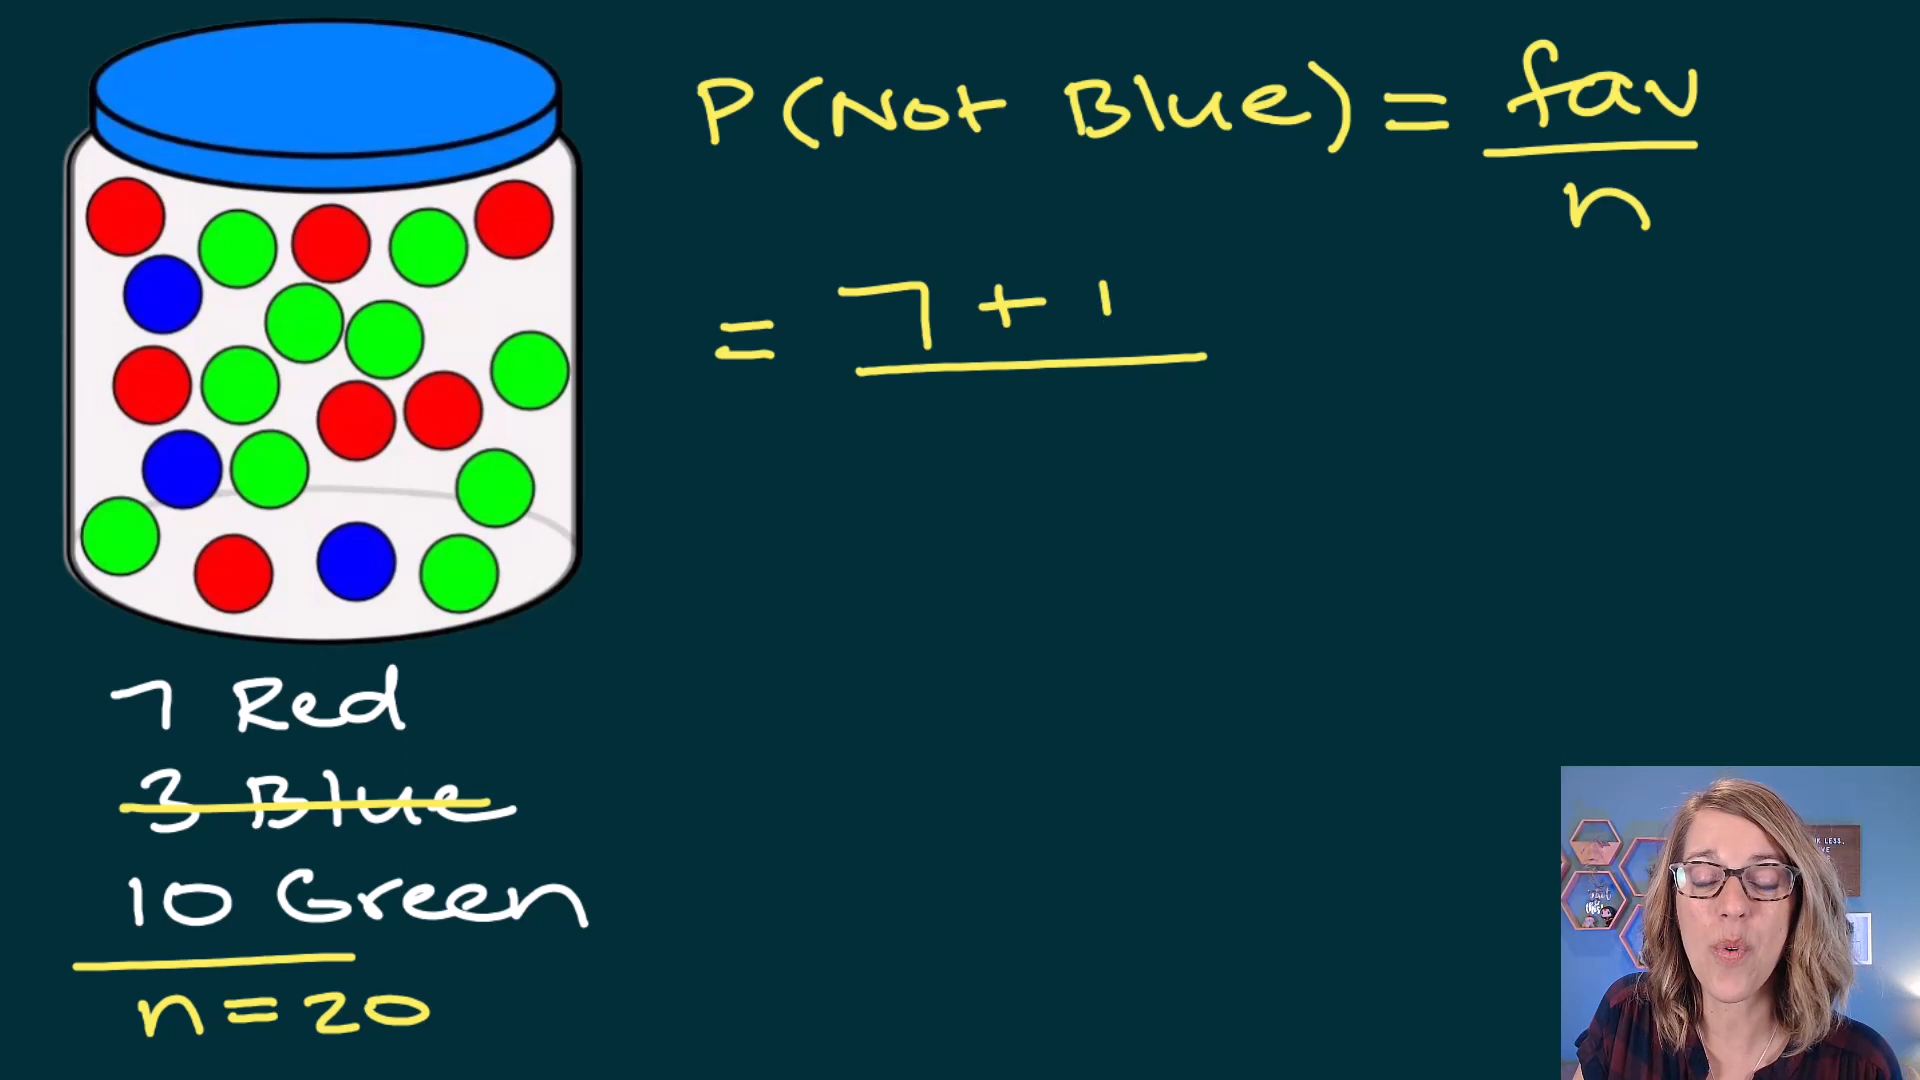 P(Not Blue) = fav
n
= 7 + 1
7 Red
3 Blue
10 Green
n = 20